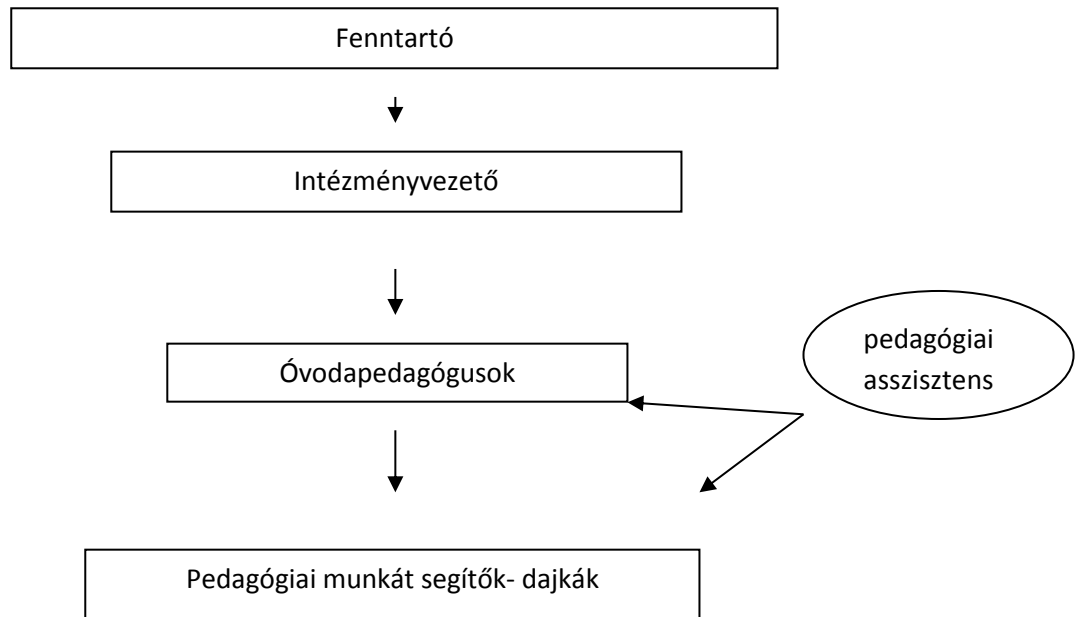 Fenntartó
Intézményvezető
Óvodapedagógusok
pedagógiai
asszisztens
Pedagógiai munkát segítők- dajkák